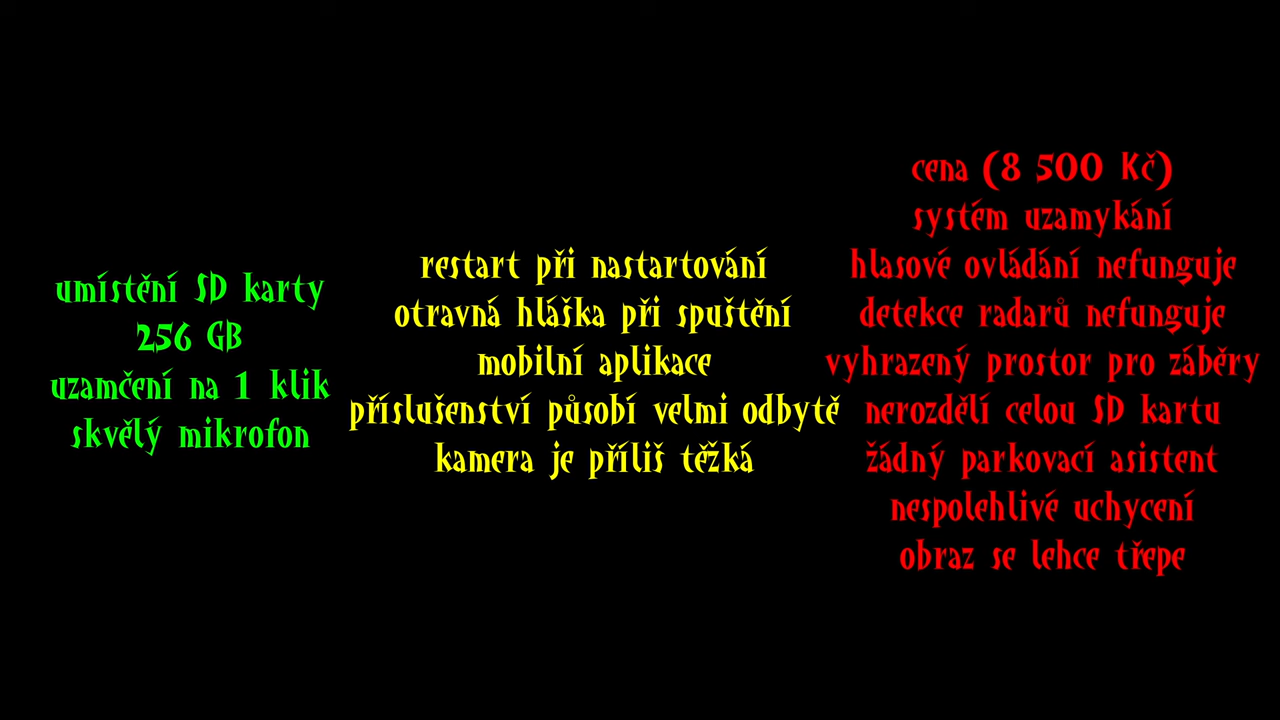 umístění SD karty
256 GB
uzamčení na 1 klik
skvělý mikrofon
restart při nastartování
otravná hláška při spuštění
mobilní aplikace
příslušenství působí velmi odbytě
kamera je příliš těžká
cena (8 500 Kč)
systém uzamykání
hlasové ovládání nefunguje
detekce radarů nefunguje
vyhrazený prostor pro záběry
nerozdělí celou SD kartu
žádný parkovací asistent
nespolehlivé uchycení
obraz se lehce třepe